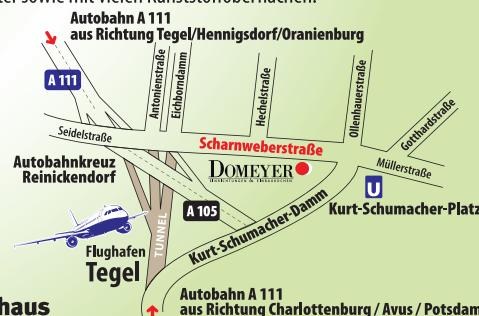 Autobahn A 111
aus Richtung Tegel/Hennigsdorf/Oranienburg
A 111
Antonienstraße
Eichborndamm
Hechelstraße
Ollenhauerstraße
Gotthardstraße
Seidelstraße
Scharnweberstraße
Müllerstraße
Autobahnkreuz
Reinickendorf
DOMEYER
U
Kurt-Schumacher-Platz
A 105
Kurt-Schumacher-Damm
TUNNEL
Flughafen
Tegel
haus
Autobahn A 111
aus Richtung Charlottenburg / Avus / Potsdam